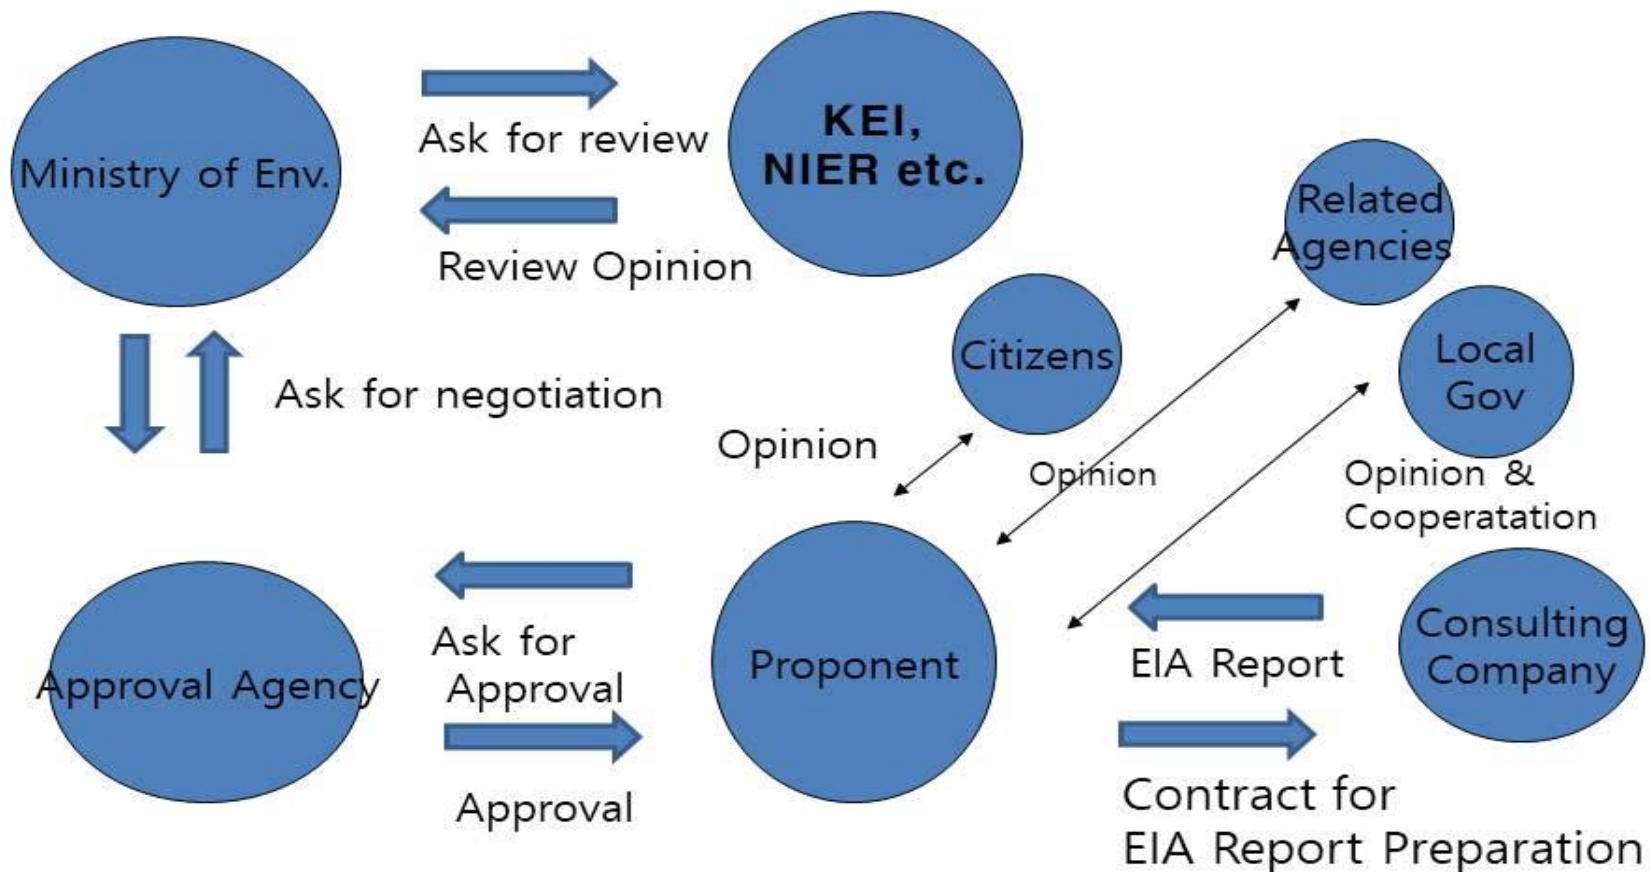 Ministry of Env.
Ask for review
Review Opinion
KEI,
NIER etc.
Related
Agencies
Citizens
Local
Gov
Ask for negotiation
Opinion
Opinion
Opinion &
Cooperatation
Approval Agency
Ask for
Approval
Approval
Proponent
EIA Report
Consulting
Company
Contract for
EIA Report Preparation